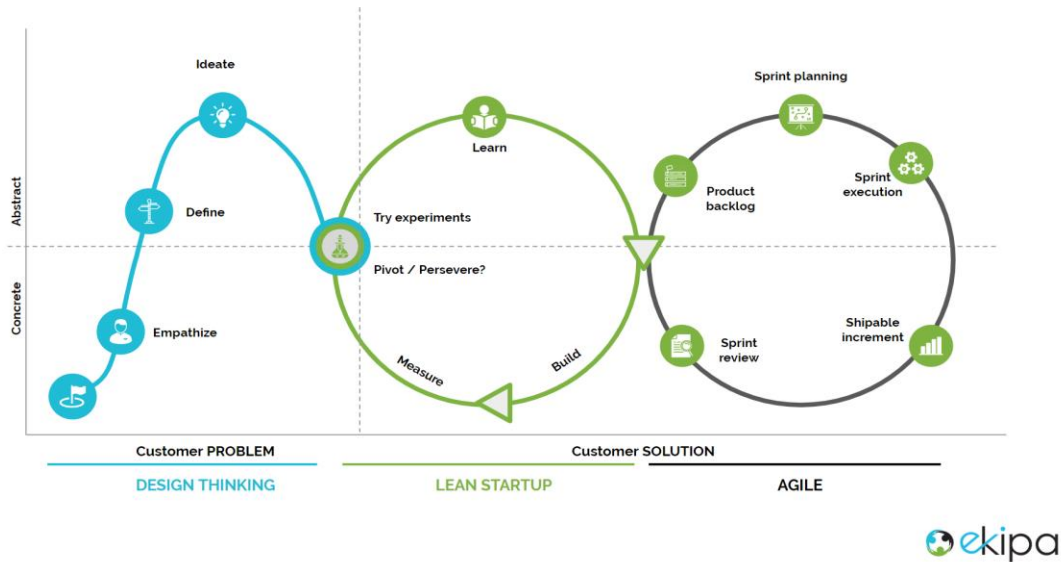 Ideate
Sprint planning
Learn
Product
backlog
Sprint
execution
Define
Try experiments
Abstract
Pivot / Persevere?
Concrete
Empathize
Sprint
review
Shipable
increment
Measure
Build
Customer PROBLEM
Customer SOLUTION
DESIGN THINKING
LEAN STARTUP
AGILE
ekipa